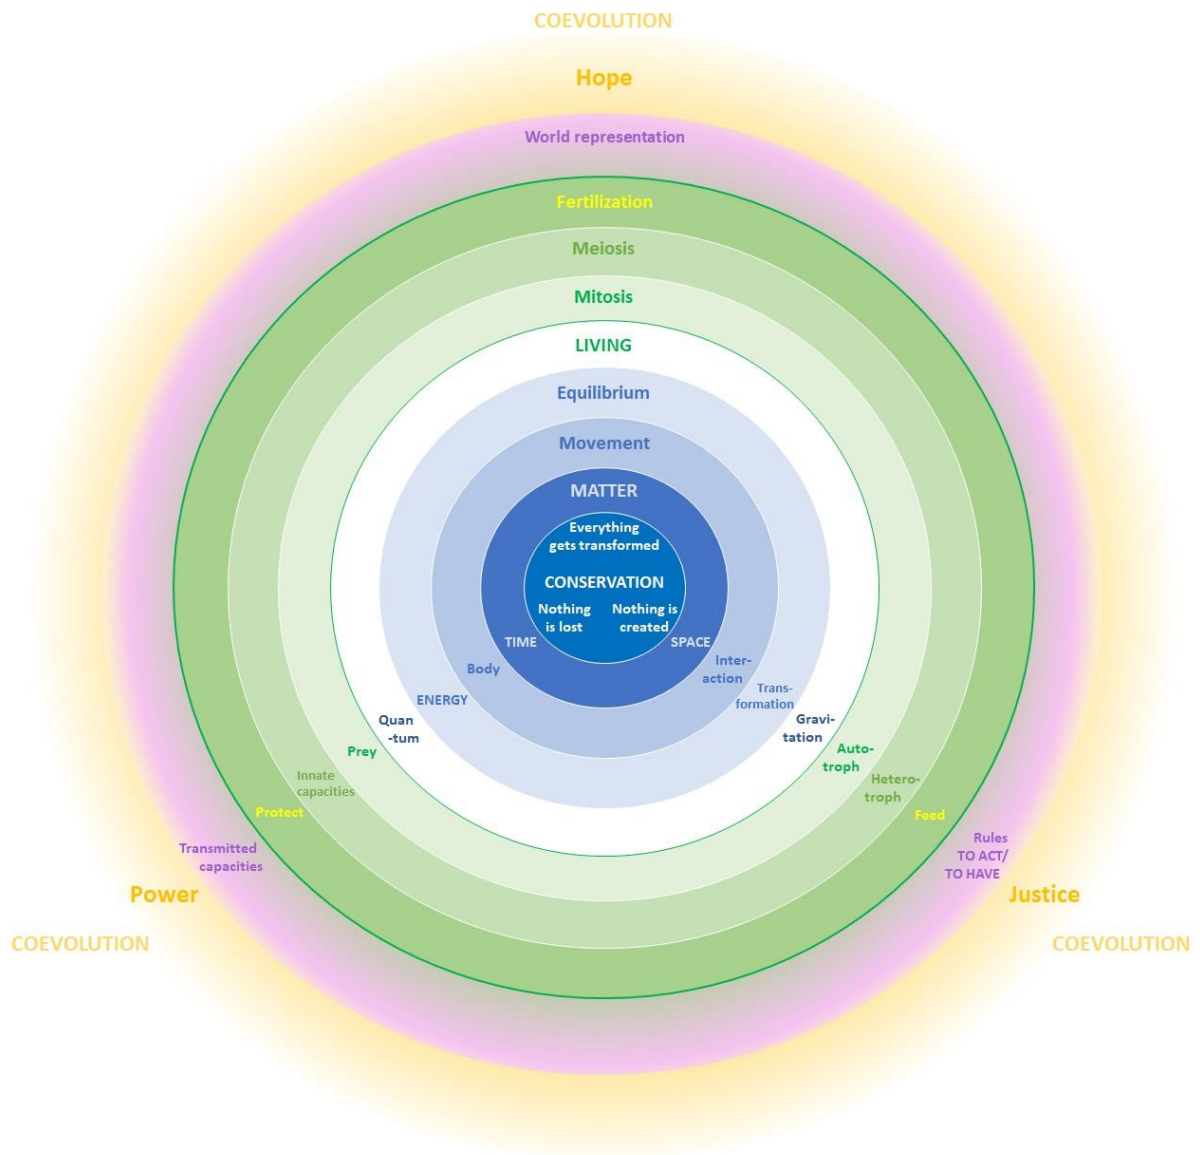 COEVOLUTION
Hope
World representation
Fertilization
Meiosis
Mitosis
LIVING
Equilibrium
Movement
MATTER
Everything
gets transformed
CONSERVATION
Nothing
is lost
Nothing is
created
TIME
SPACE
Body
Inter-
action
ENERGY
Trans-
formation
Quan
-tum
Gravi-
tation
Prey
Auto-
troph
Innate
capacities
Hetero-
troph
Protect
Feed
Transmitted
capacities
Rules
TO ACT/
TO HAVE
Power
Justice
COEVOLUTION
COEVOLUTION